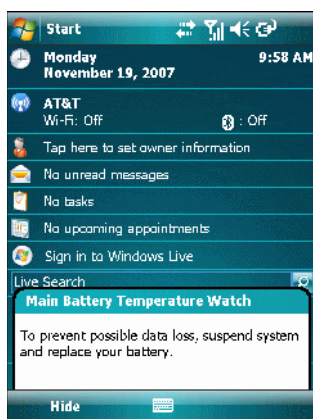 Start
Monday 9:58 AM
November 19, 2007
AT&T
Wi-Fi: Off : Off
Tap here to set owner information
No unread messages
No tasks
No upcoming appointments
Sign in to Windows Live
Live Search
Main Battery Temperature Watch
To prevent possible data loss, suspend system
and replace your battery.
Hide